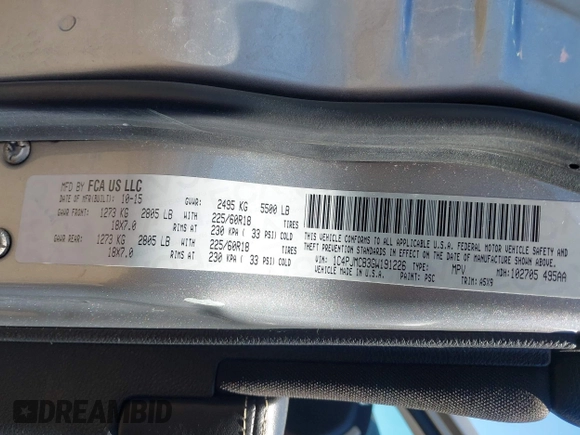 MFD BY FCA US LLC
DATE OF MFR(BUILT): 10-15 GVWR: 2495 KG 5500 LB
GAWR FRONT: 1273 KG 2805 LB WITH 225/60R18 TIRES
18X7.0 RIMS AT 230 KPA ( 33 PSI) COLD
GAWR REAR: 1273 KG 2805 LB WITH 225/60R18 TIRES
18X7.0 RIMS AT 230 KPA ( 33 PSI) COLD
THIS VEHICLE CONFORMS TO ALL APPLICABLE U.S.A. FEDERAL MOTOR VEHICLE SAFETY AND
THEFT PREVENTION STANDARDS IN EFFECT ON THE DATE OF MANUFACTURE SHOWN ABOVE.
VIN: 1C4PJMCB3GW191226 TYPE: MPV MDH: 102705 495AA
MADE IN U.S.A. PAINT: PSC TRIM: A5X9
DREAMBID